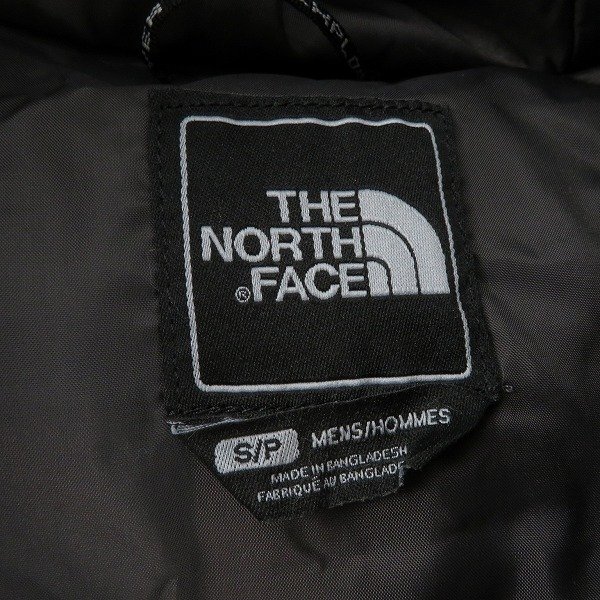 THE
NORTH
®FACE
S/P MENS/HOMMES
MADE IN BANGLADESH
FABRIQUE AU BANGLADE